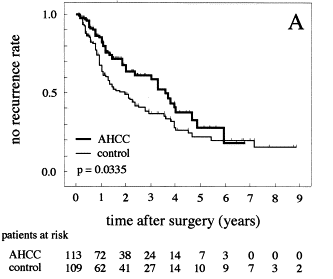 A
1.0
0.5
0.0
no recurrence rate
AHCC
control
p = 0.0335
0 1 2 3 4 5 6 7 8 9
time after surgery (years)
patients at risk
AHCC 113 72 38 24 14 7 3 0 0 0
control 109 62 41 27 14 10 9 7 3 2